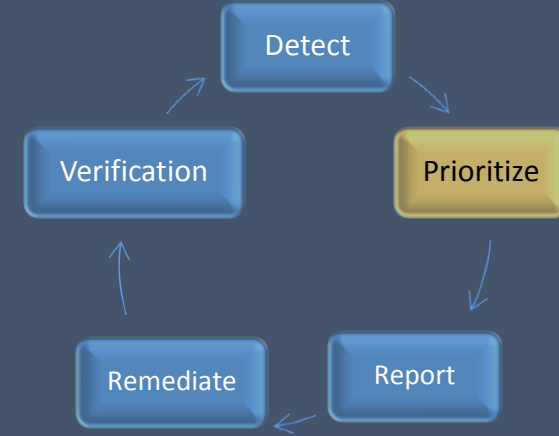 Detect
Prioritize
Report
Remediate
Verification